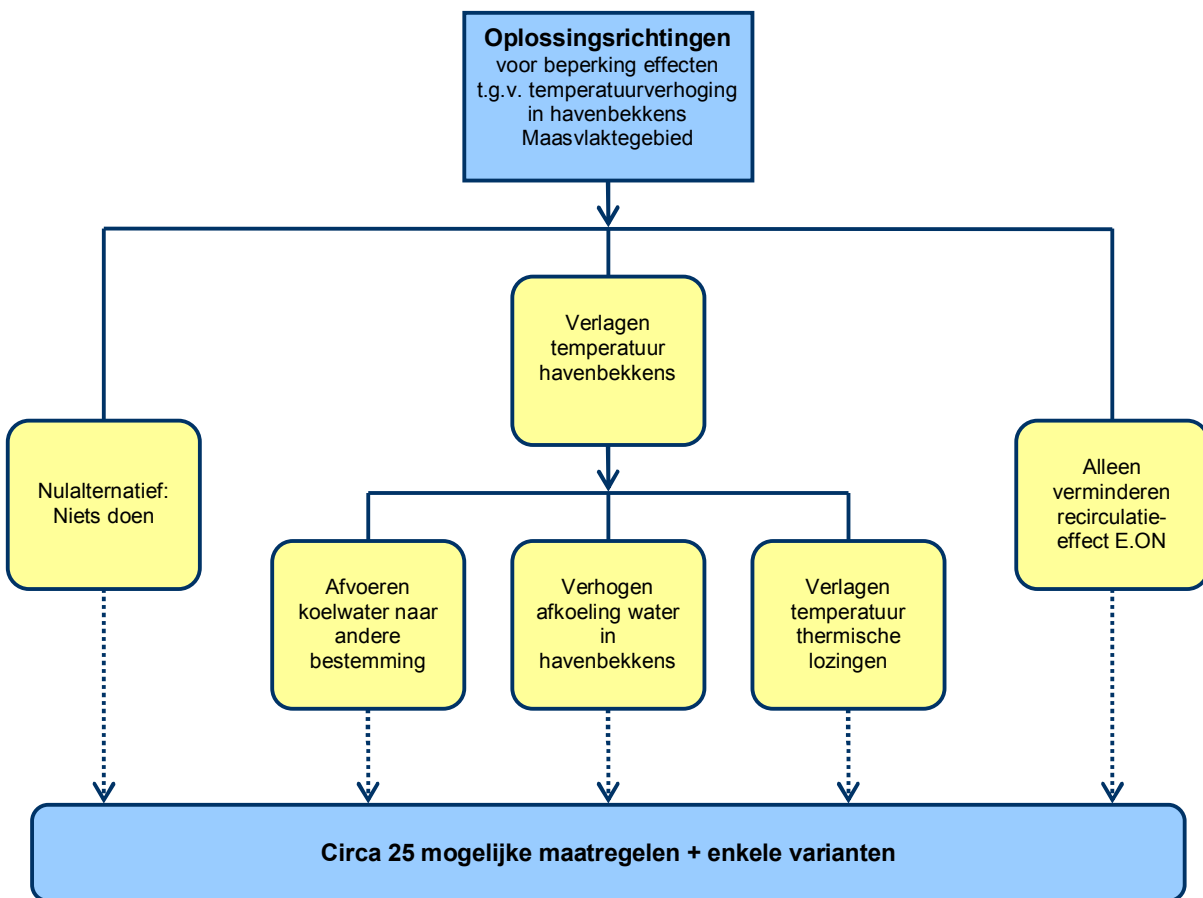 Oplossingsrichtingen
voor beperking effecten
t.g.v. temperatuurverhoging
in havenbekkens
Maasvlaktegebied
Verlagen
temperatuur
havenbekkens
Nulalternatief:
Niets doen
Alleen
verminderen
recirculatie-
effect E.ON
Afvoeren
koelwater naar
andere
bestemming
Verhogen
afkoeling water
in
havenbekkens
Verlagen
temperatuur
thermische
lozingen
Circa 25 mogelijke maatregelen + enkele varianten